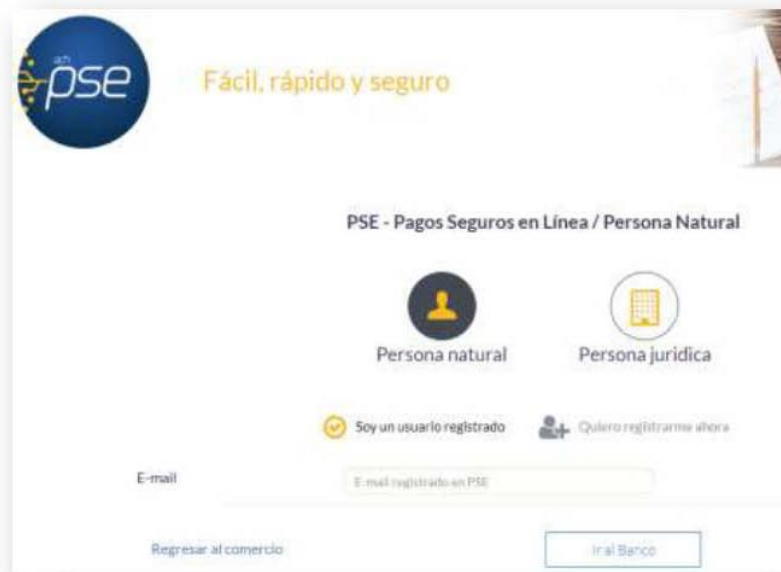 ach
pse
Fácil, rápido y seguro
PSE - Pagos Seguros en Línea / Persona Natural
Persona natural
Persona juridica
Soy un usuario registrado
Quiero registrarme ahora
E-mail
E-mail registrado en PSE
Regresar al comercio
Ir al Banco